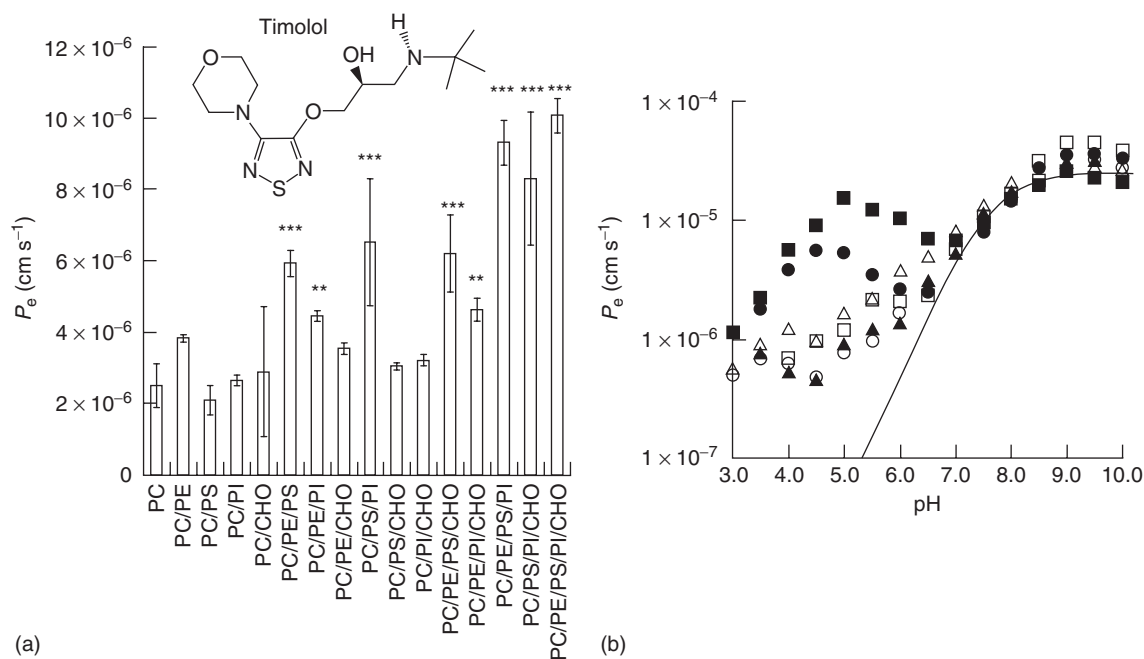 Timolol
H
N
OH
O
N
O
N
N
S
12 × 10⁻⁶
10 × 10⁻⁶
8 × 10⁻⁶
6 × 10⁻⁶
4 × 10⁻⁶
2 × 10⁻⁶
0
Pₑ (cm s⁻¹)
***
**
***
***
**
***
***
***
PC
PC/PE
PC/PS
PC/PI
PC/CHO
PC/PE/PS
PC/PE/PI
PC/PE/CHO
PC/PS/PI
PC/PS/CHO
PC/PI/CHO
PC/PE/PS/CHO
PC/PE/PI/CHO
PC/PE/PS/PI
PC/PS/PI/CHO
PC/PE/PS/PI/CHO
(a)
1 × 10⁻⁴
1 × 10⁻⁵
1 × 10⁻⁶
1 × 10⁻⁷
Pₑ (cm s⁻¹)
3.0 4.0 5.0 6.0 7.0 8.0 9.0 10.0
pH
(b)